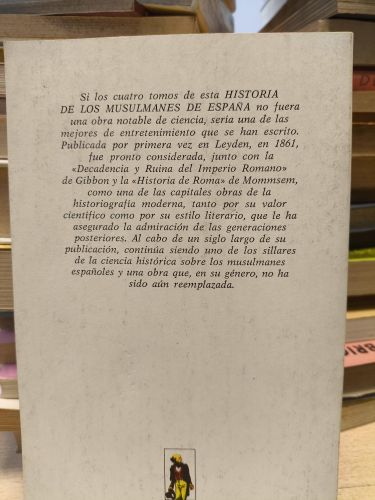 Si los cuatro tomos de esta HISTORIA
DE LOS MUSULMANES DE ESPAÑA no fuera
una obra notable de ciencia, sería una de las
mejores de entretenimiento que se han escrito.
Publicada por primera vez en Leyden, en 1861,
fue pronto considerada, junto con la
«Decadencia y Ruina del Imperio Romano»
de Gibbon y la «Historia de Roma» de Mommsem,
como una de las capitales obras de la
historiografía moderna, tanto por su valor
científico como por su estilo literario, que le ha
asegurado la admiración de las generaciones
posteriores. Al cabo de un siglo largo de su
publicación, continúa siendo uno de los sillares
de la ciencia histórica sobre los musulmanes
españoles y una obra que, en su género, no ha
sido aún reemplazada.